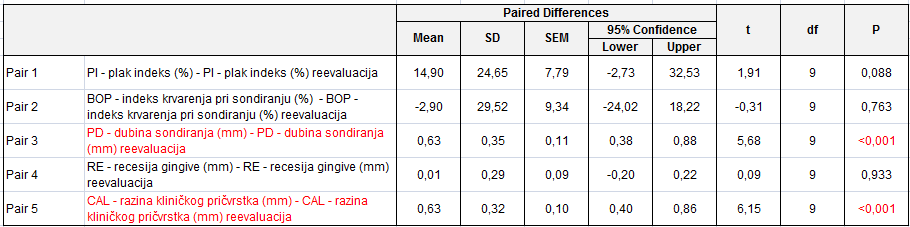 Paired Differences
95% Confidence
Mean SD SEM Lower Upper t df P
Pair 1 PI - plak indeks (%) - PI - plak indeks (%) reevaluacija 14,90 24,65 7,79 -2,73 32,53 1,91 9 0,088
Pair 2 BOP - indeks krvarenja pri sondiranju (%) - BOP -
indeks krvarenja pri sondiranju (%) reevaluacija -2,90 29,52 9,34 -24,02 18,22 -0,31 9 0,763
Pair 3 PD - dubina sondiranja (mm) - PD - dubina sondiranja
(mm) reevaluacija 0,63 0,35 0,11 0,38 0,88 5,68 9 <0,001
Pair 4 RE - recesija gingive (mm) - RE - recesija gingive (mm)
reevaluacija 0,01 0,29 0,09 -0,20 0,22 0,09 9 0,933
Pair 5 CAL - razina kliničkog pričvrstka (mm) - CAL - razina
kliničkog pričvrstka (mm) reevaluacija 0,63 0,32 0,10 0,40 0,86 6,15 9 <0,001